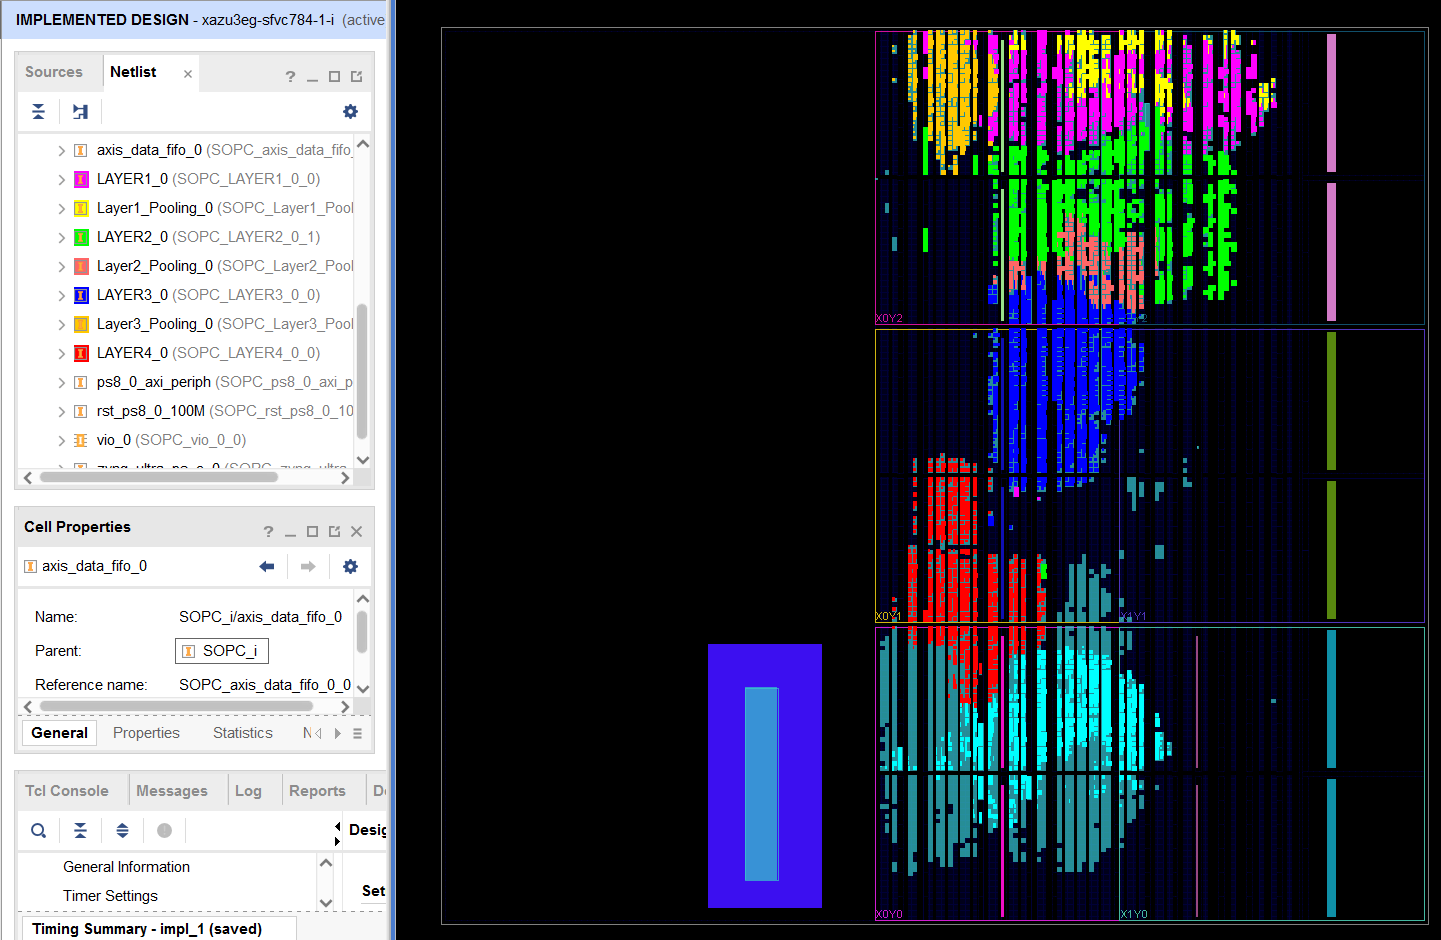 IMPLEMENTED DESIGN - xazu3eg-sfvc784-1-i (active
Sources Netlist × ?
axis_data_fifo_0 (SOPC_axis_data_fifo_
LAYER1_0 (SOPC_LAYER1_0_0)
Layer1_Pooling_0 (SOPC_Layer1_Pool
LAYER2_0 (SOPC_LAYER2_0_1)
Layer2_Pooling_0 (SOPC_Layer2_Pool
LAYER3_0 (SOPC_LAYER3_0_0)
Layer3_Pooling_0 (SOPC_Layer3_Pool
LAYER4_0 (SOPC_LAYER4_0_0)
ps8_0_axi_periph (SOPC_ps8_0_axi_p
rst_ps8_0_100M (SOPC_rst_ps8_0_10
vio_0 (SOPC_vio_0_0)
Cell Properties ?
axis_data_fifo_0
Name: SOPC_i/axis_data_fifo_0
Parent: SOPC_i
Reference name: SOPC_axis_data_fifo_0_0
General Properties Statistics N
Tcl Console Messages Log Reports De
Desig
General Information
Timer Settings
Set
Timing Summary - impl_1 (saved)
X0Y2
X0Y1 X1Y1
X0Y0 X1Y0